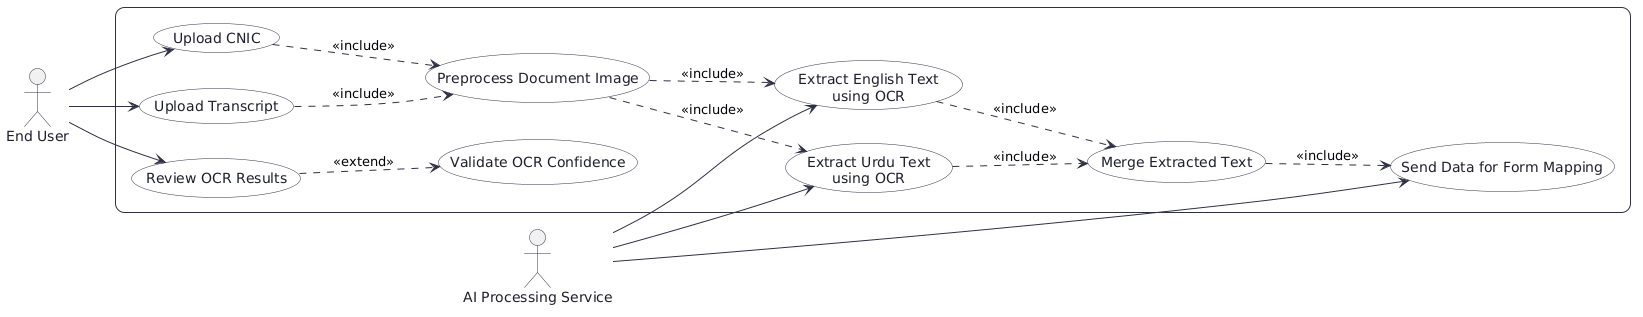 Upload CNIC
«include»
Preprocess Document Image
«include»
Extract English Text
using OCR
End User
Upload Transcript
«include»
«include»
«include»
Review OCR Results
«extend»
Validate OCR Confidence
Extract Urdu Text
using OCR
«include»
Merge Extracted Text
«include»
Send Data for Form Mapping
AI Processing Service